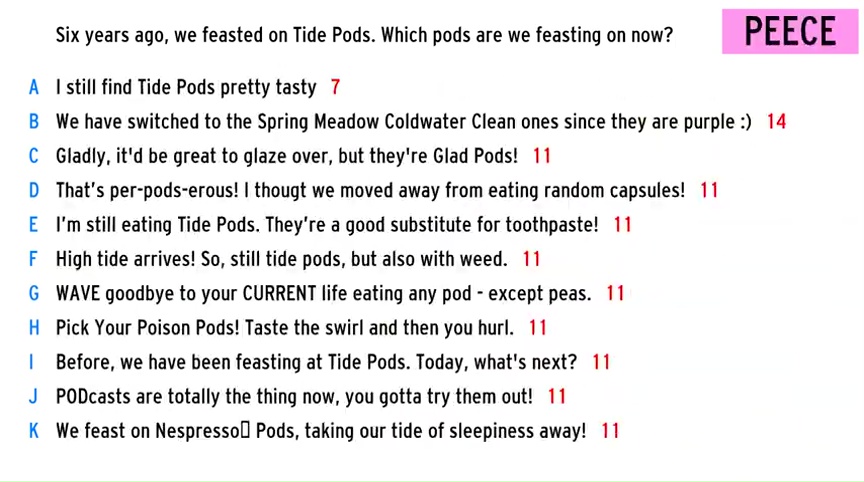 Six years ago, we feasted on Tide Pods. Which pods are we feasting on now?
PEECE
A I still find Tide Pods pretty tasty 7
B We have switched to the Spring Meadow Coldwater Clean ones since they are purple :) 14
C Gladly, it'd be great to glaze over, but they're Glad Pods! 11
D That's per-pods-erous! I thougt we moved away from eating random capsules! 11
E I'm still eating Tide Pods. They're a good substitute for toothpaste! 11
F High tide arrives! So, still tide pods, but also with weed. 11
G WAVE goodbye to your CURRENT life eating any pod - except peas. 11
H Pick Your Poison Pods! Taste the swirl and then you hurl. 11
I Before, we have been feasting at Tide Pods. Today, what's next? 11
J PODcasts are totally the thing now, you gotta try them out! 11
K We feast on Nespresso▯ Pods, taking our tide of sleepiness away! 11